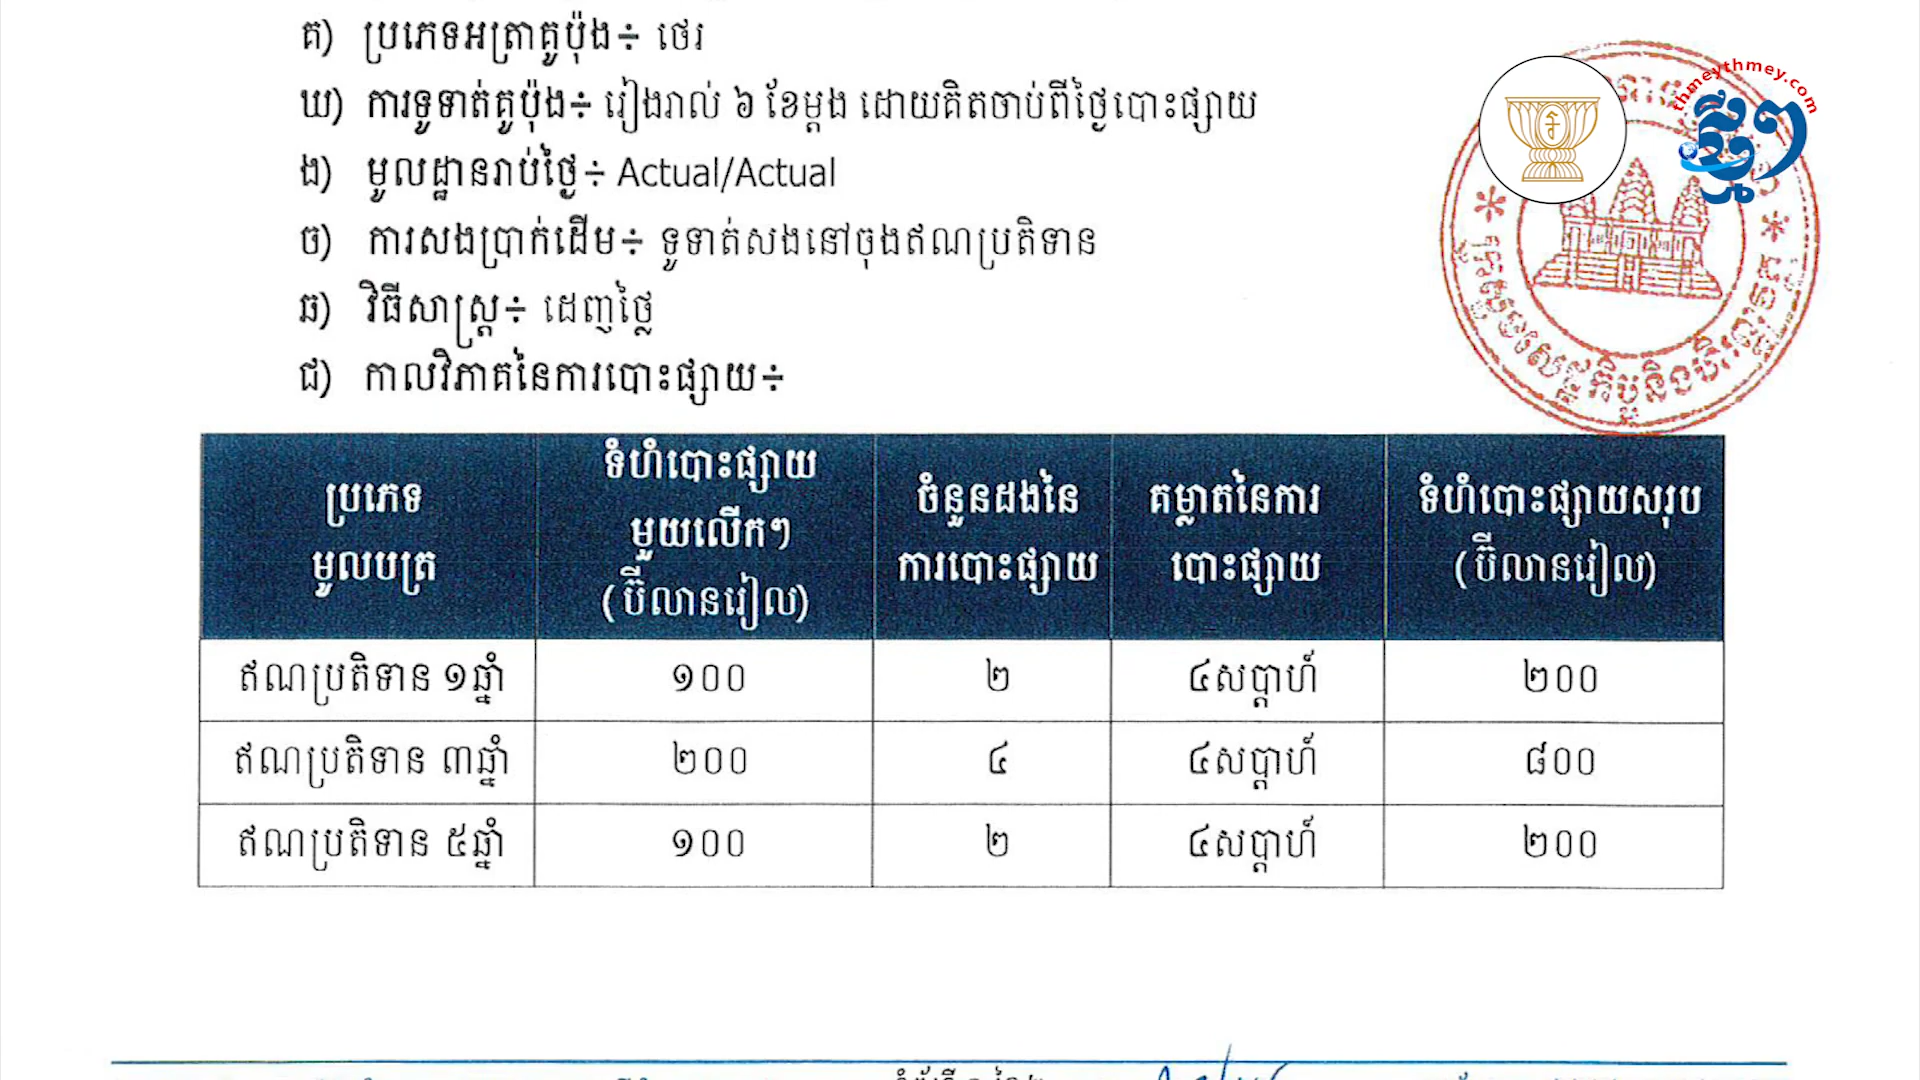 គ) ប្រភេទអត្រាគូប៉ុង÷ ថេរ
ឃ) ការទូទាត់គូប៉ុង÷ រៀងរាល់ ៦ ខែម្តង ដោយគិតចាប់ពីថ្ងៃបោះផ្សាយ
ង) មូលដ្ឋានរាប់ថ្ងៃ÷ Actual/Actual
ច) ការសងប្រាក់ដើម÷ ទូទាត់សងនៅចុងឥណប្រតិទាន
ឆ) វិធីសាស្ត្រ÷ ដេញថ្លៃ
ជ) កាលវិភាគនៃការបោះផ្សាយ÷
thmeythmey.com
ថ្មីៗ
ប្រភេទ
មូលបត្រ
ទំហំបោះផ្សាយ
មួយលើកៗ
(ប៊ីលានរៀល)
ចំនួនដងនៃ
ការបោះផ្សាយ
គម្លាតនៃការ
បោះផ្សាយ
ទំហំបោះផ្សាយសរុប
(ប៊ីលានរៀល)
ឥណប្រតិទាន ១ឆ្នាំ ១០០ ២ ៤សប្តាហ៍ ២០០
ឥណប្រតិទាន ៣ឆ្នាំ ២០០ ៤ ៤សប្តាហ៍ ៨០០
ឥណប្រតិទាន ៥ឆ្នាំ ១០០ ២ ៤សប្តាហ៍ ២០០